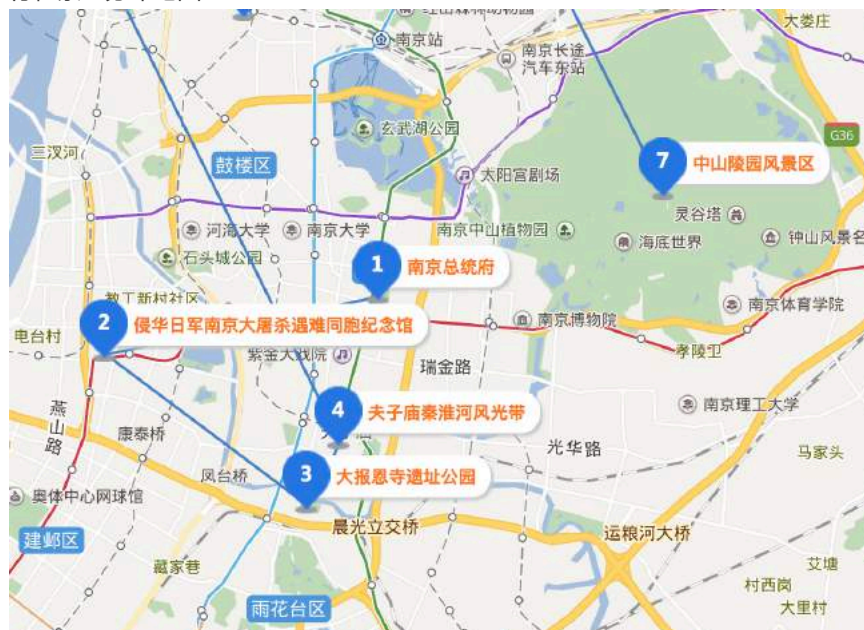 南京站
南京长途
汽车东站
大娄庄
玄武湖公园
G36
三汊河
鼓楼区
太阳宫剧场
7
中山陵园风景区
灵谷塔
河海大学
南京大学
南京中山植物园
海底世界
钟山风景名
石头城公园
1
南京总统府
教工新村社区
南京体育学院
2
侵华日军南京大屠杀遇难同胞纪念馆
南京博物院
电台村
孝陵卫
紫金大戏院
瑞金路
燕山路
4
夫子庙秦淮河风光带
南京理工大学
康泰桥
光华路
马家头
凤台桥
3
大报恩寺遗址公园
奥体中心网球馆
晨光立交桥
运粮河大桥
建邺区
藏家巷
艾塘
村西岗
雨花台区
大里村